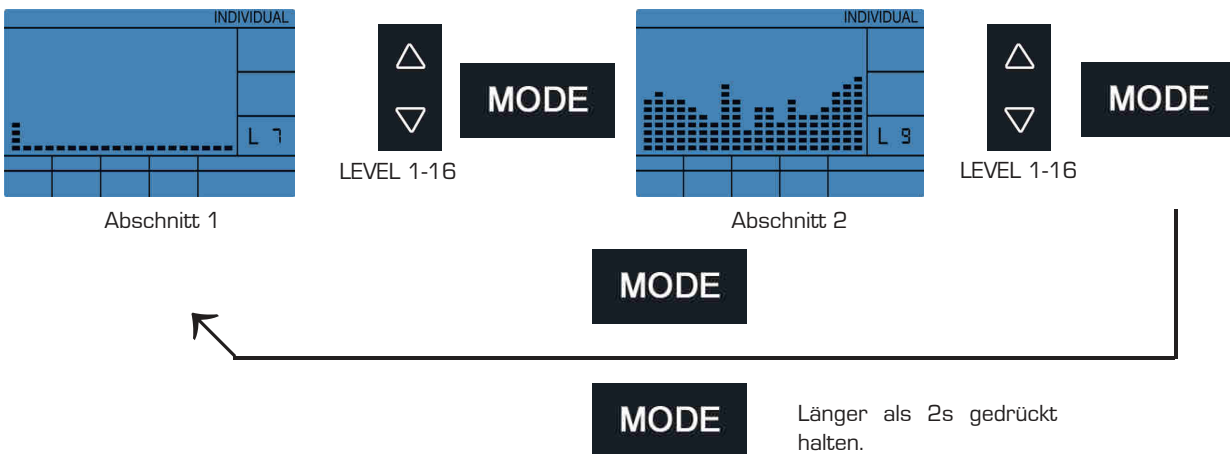 INDIVIDUAL
L 7
LEVEL 1-16
MODE
Abschnitt 1
INDIVIDUAL
L 9
LEVEL 1-16
MODE
Abschnitt 2
MODE
MODE
Länger als 2s gedrückt
halten.